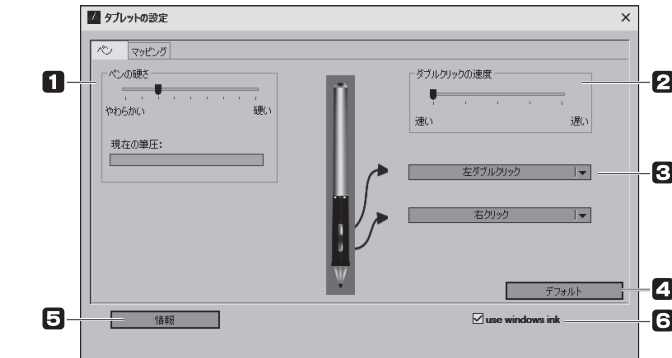 タブレットの設定
ペン マッピング
1 ペンの硬さ
やわらかい 硬い
現在の筆圧:
ダブルクリックの速度 2
速い 遅い
左ダブルクリック 3
右クリック
デフォルト 4
5 情報
use windows ink 6